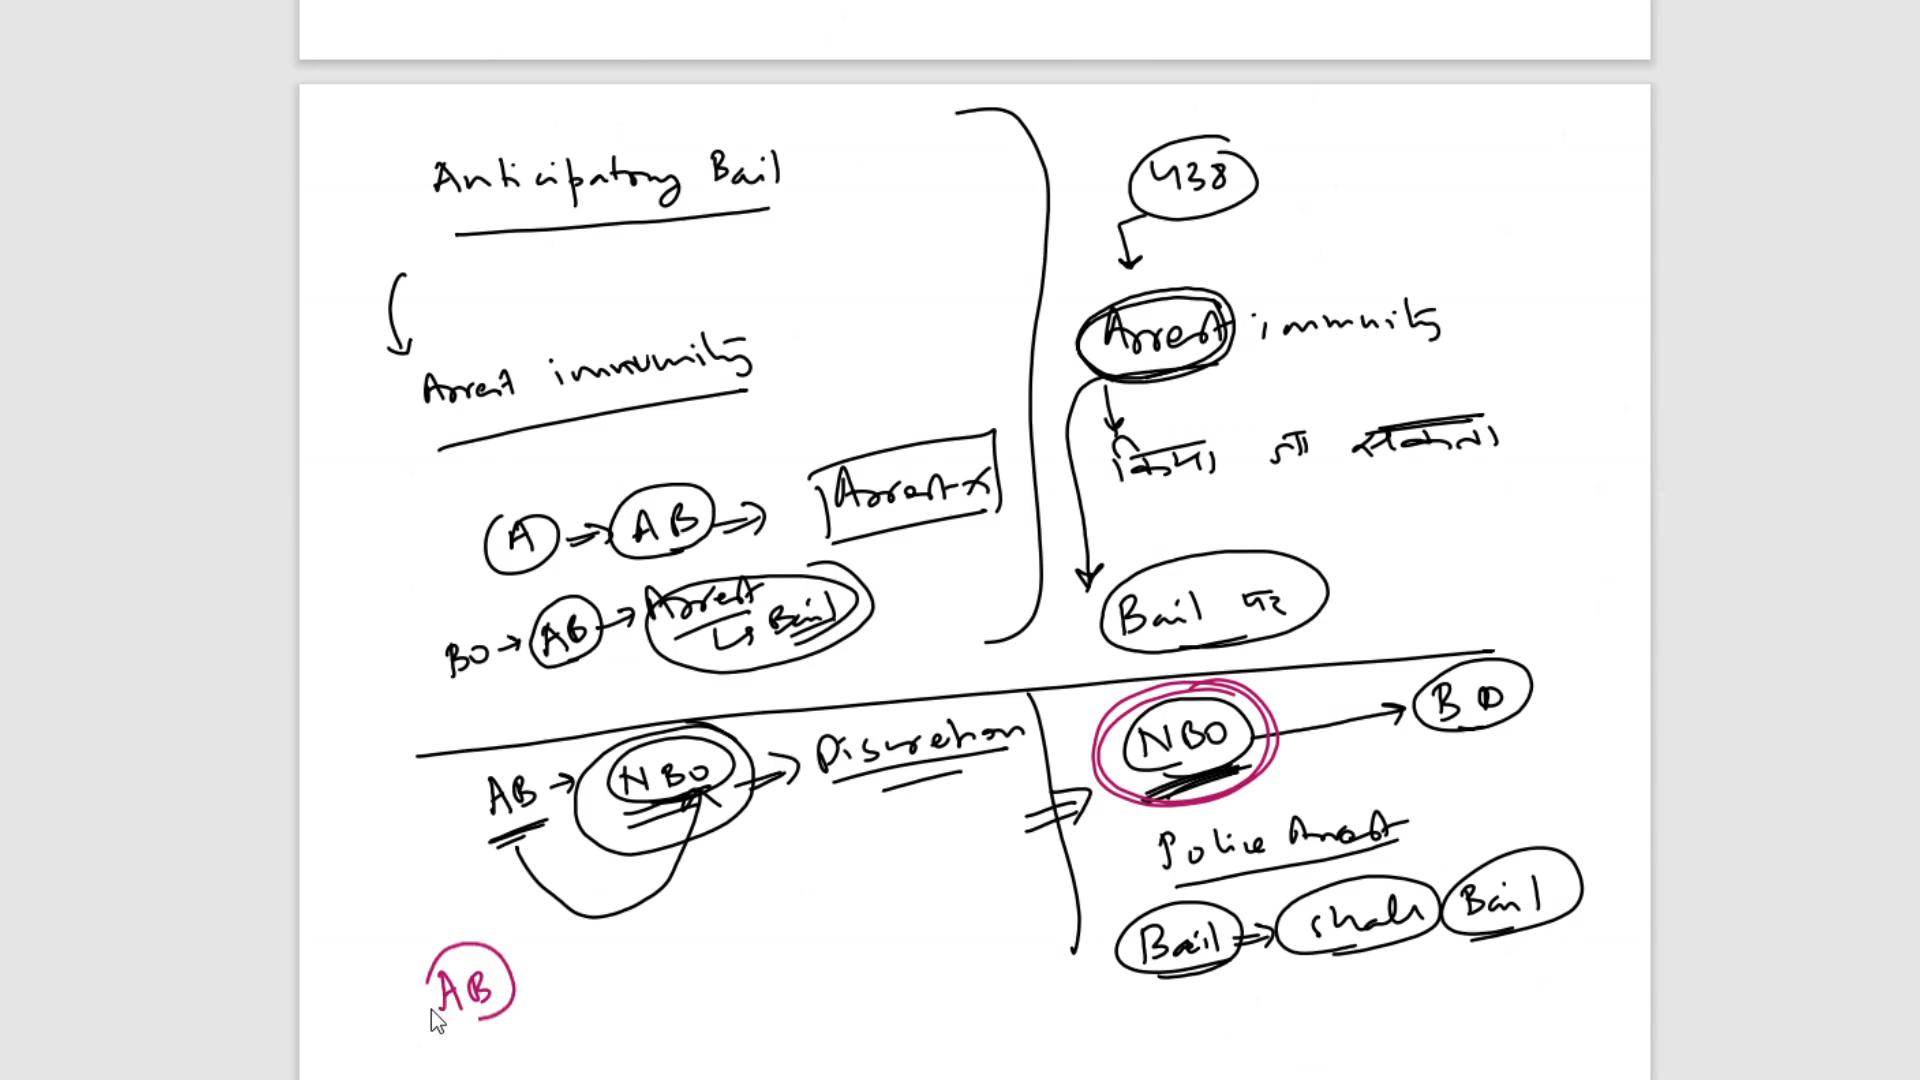 Anticipatory Bail
Arrest immunity
A → AB → Arrest x
BO → AB → Arrest
↳ Bail
438
Arrest immunity
किया जा सकता
Bail पर
AB → NBO → Discretion
NBO → BO
Police Arrest
Bail ⇒ shall Bail
AB